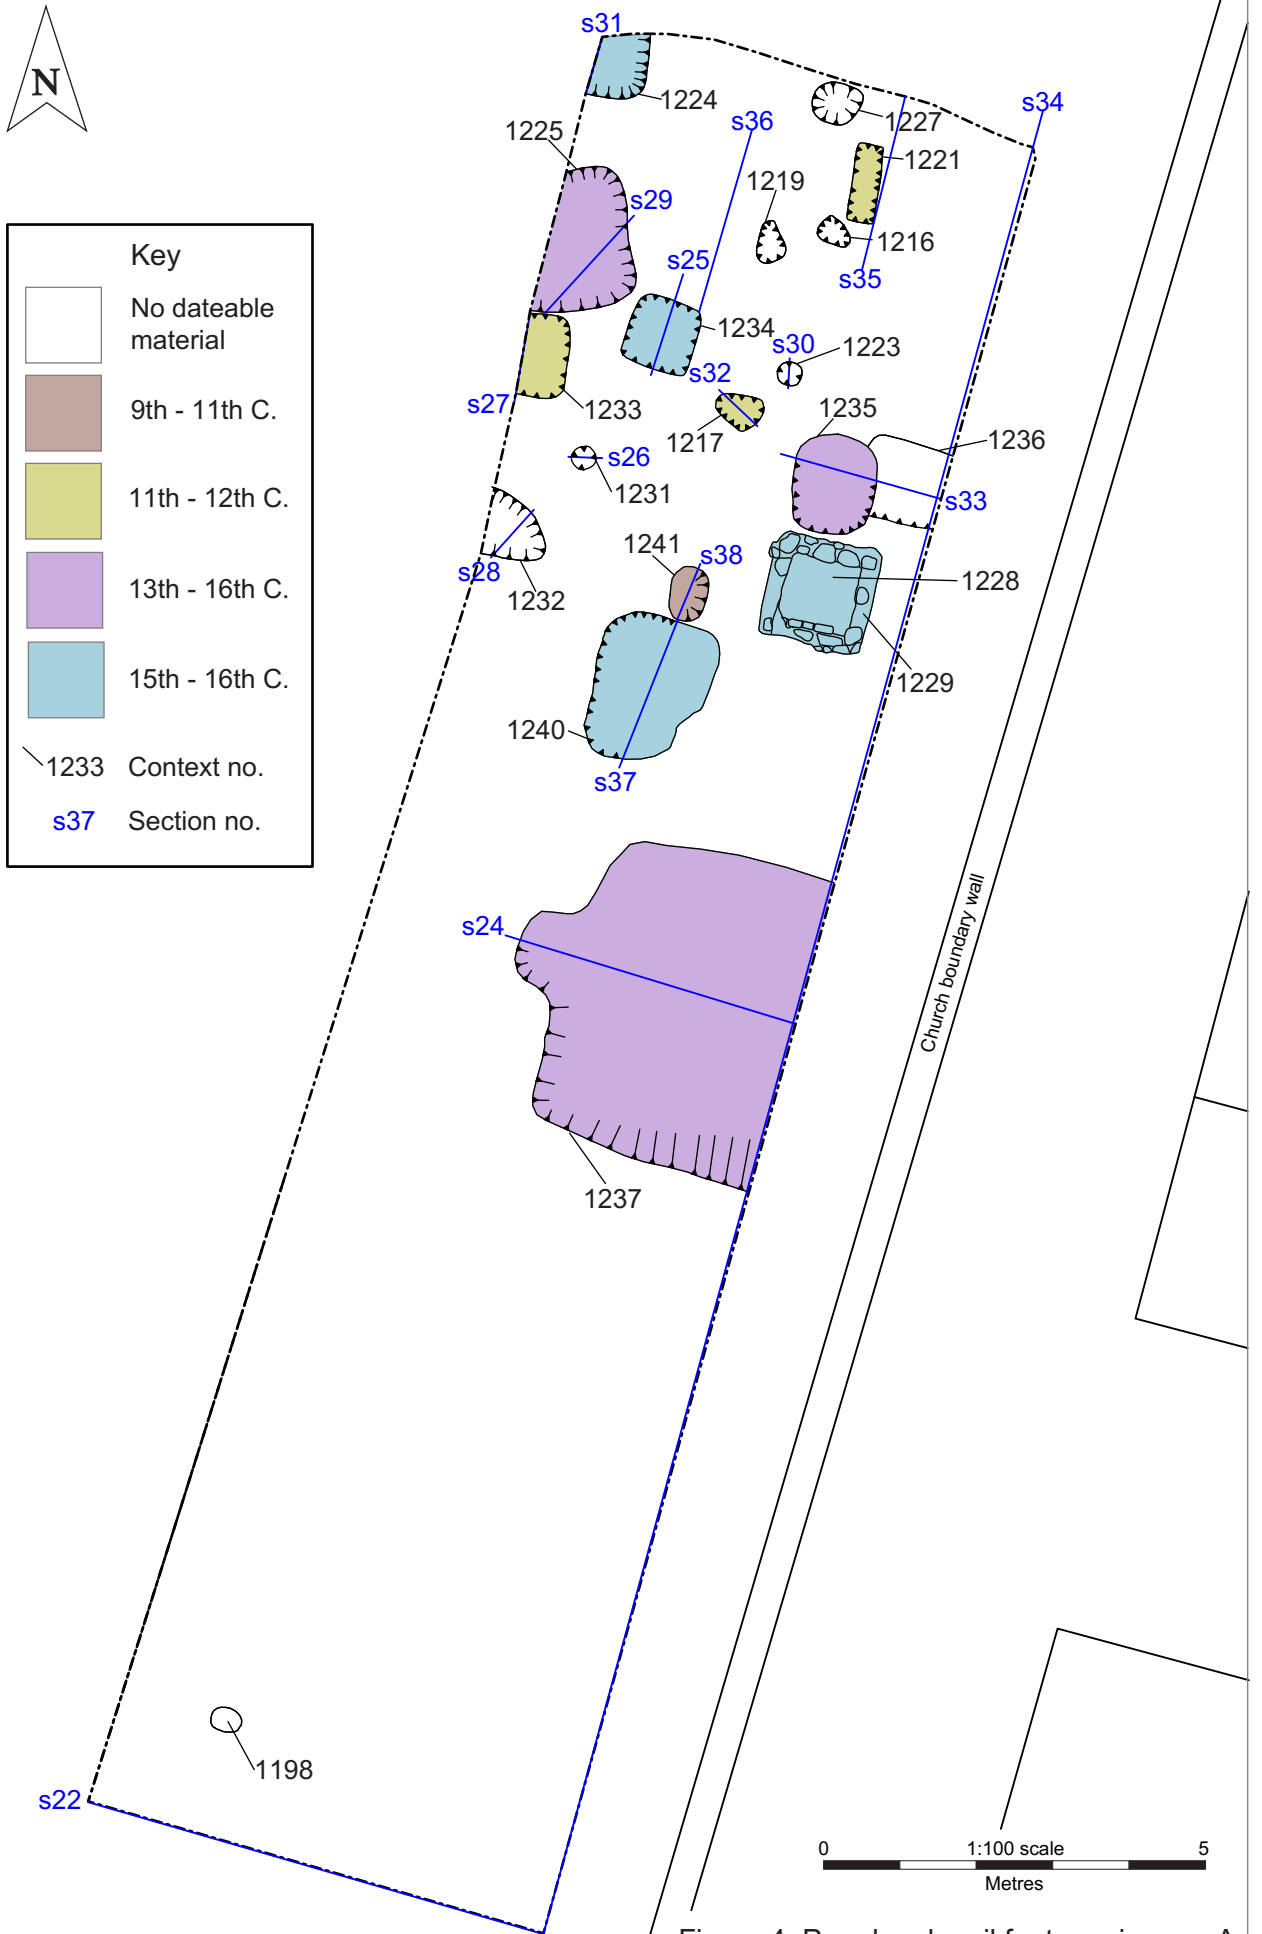 s31
N
1224
s34
1227
s36
1225
1221
1219
s29
1216
s25
s35
Key
No dateable
material
9th - 11th C.
11th - 12th C.
13th - 16th C.
15th - 16th C.
1233 Context no.
s37 Section no.
1234
s30
1223
s32
s27
1233
1235
1217
1236
s26
1231
s33
1241
s38
s28
1232
1228
1229
1240
s37
s24
Church boundary wall
1237
1198
s22
0 1:100 scale 5
Metres